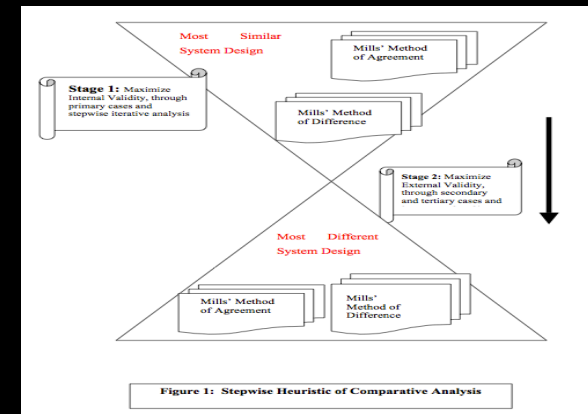 Most Similar
System Design
Mills' Method
of Agreement
Stage 1: Maximize
Internal Validity, through
primary cases and
stepwise iterative analysis
Mills' Method
of Difference
Stage 2: Maximize
External Validity,
through secondary
and tertiary cases and
Most Different
System Design
Mills' Method
of Agreement
Mills'
Method of
Difference
Figure 1: Stepwise Heuristic of Comparative Analysis